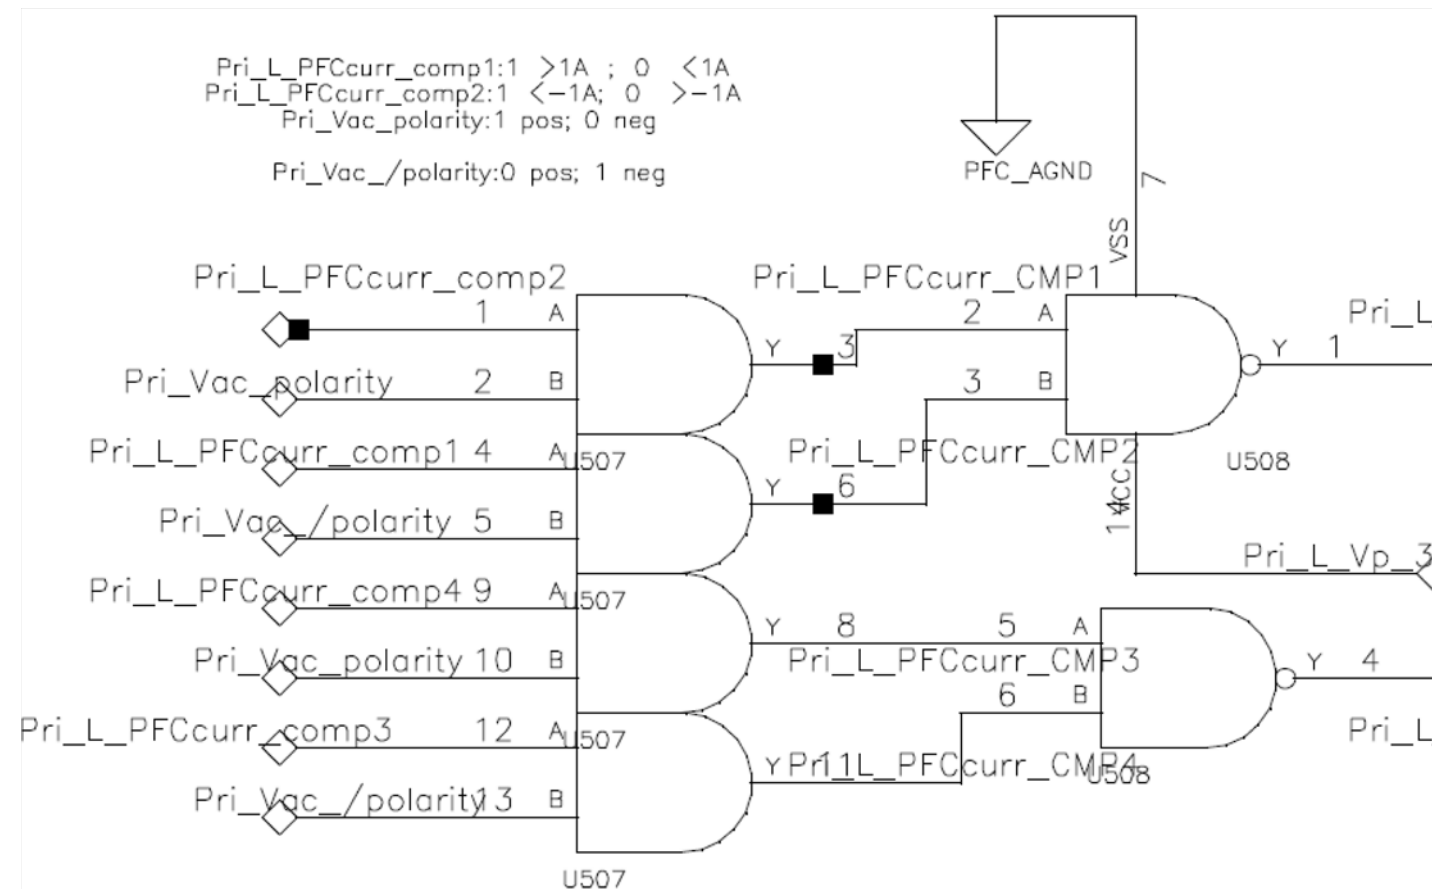 Pri_L_PFCcurr_comp1:1 >1A ; 0 <1A
Pri_L_PFCcurr_comp2:1 <-1A; 0 >-1A
Pri_Vac_polarity:1 pos; 0 neg
Pri_Vac_/polarity:0 pos; 1 neg
PFC_AGND
7
VSS
Pri_L_PFCcurr_comp2
Pri_L_PFCcurr_CMP1
1 A
2 A
Pri_L
Y 3
Y 1
Pri_Vac_polarity 2 B
3 B
Pri_L_PFCcurr_comp1 4 A
U507
Pri_L_PFCcurr_CMP2
U508
Y 6
14
VCC
Pri_Vac_/polarity 5 B
Pri_L_Vp_3
Pri_L_PFCcurr_comp4 9 A
U507
Y 8
5 A
Pri_Vac_polarity 10 B
Pri_L_PFCcurr_CMP3
Y 4
6 B
Pri_L_PFCcurr_comp3 12 A
U507
Pri_L
Y 11
Pri_L_PFCcurr_CMP4
U508
Pri_Vac_/polarity 13 B
U507